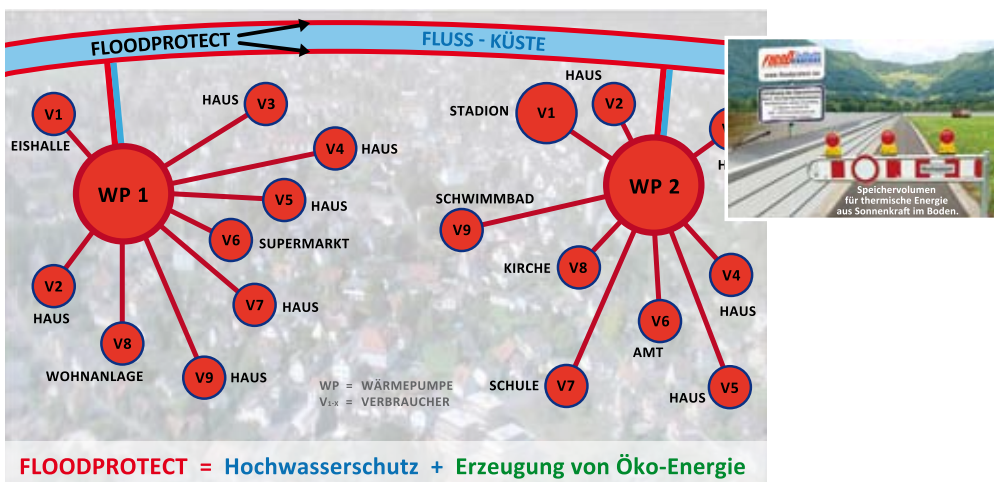 FLOODPROTECT
FLUSS - KÜSTE
V1
EISHALLE
HAUS
V3
V4
HAUS
WP 1
V5
HAUS
V6
SUPERMARKT
V2
HAUS
V7
HAUS
V8
WOHNANLAGE
V9
HAUS
STADION
V1
HAUS
V2
WP 2
SCHWIMMBAD
V9
KIRCHE
V8
V4
HAUS
V6
AMT
SCHULE
V7
HAUS
V5
WP = WÄRMEPUMPE
V1-X = VERBRAUCHER
Speichervolumen
für thermische Energie
aus Sonnenkraft im Boden.
FLOODPROTECT = Hochwasserschutz + Erzeugung von Öko-Energie